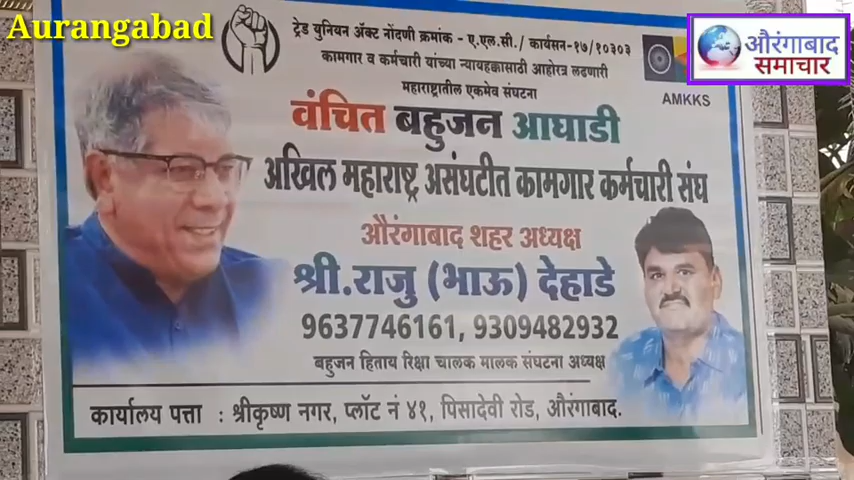 Aurangabad
औरंगाबाद
समाचार
ट्रेड युनियन अ‍ॅक्ट नोंदणी क्रमांक - ए.एल.सी./ कार्यसन-१७/१०३०३
कामगार व कर्मचारी यांच्या न्यायहक्कासाठी आहोरात्र लढणारी
महाराष्ट्रातील एकमेव संघटना
AMKKS
वंचित बहुजन आघाडी
अखिल महाराष्ट्र असंघटीत कामगार कर्मचारी संघ
औरंगाबाद शहर अध्यक्ष
श्री.राजु (भाऊ) देहाडे
9637746161, 9309482932
बहुजन हिताय रिक्षा चालक मालक संघटना अध्यक्ष
कार्यालय पत्ता : श्रीकृष्ण नगर, प्लॉट नं ४१, पिसादेवी रोड, औरंगाबाद.